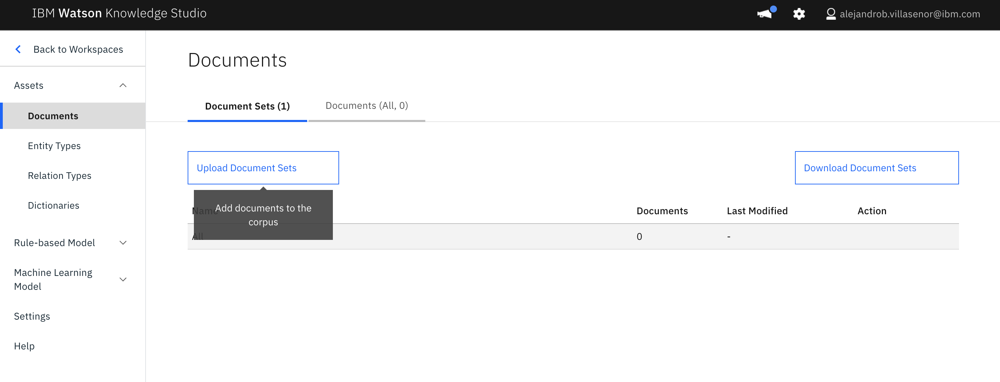 IBM Watson Knowledge Studio
alejandrob.villasenor@ibm.com
Back to Workspaces
Assets
Documents
Entity Types
Relation Types
Dictionaries
Rule-based Model
Machine Learning
Model
Settings
Help
Documents
Document Sets (1)
Documents (All, 0)
Upload Document Sets
Download Document Sets
Add documents to the
corpus
Name
Documents
Last Modified
Action
All
0
-